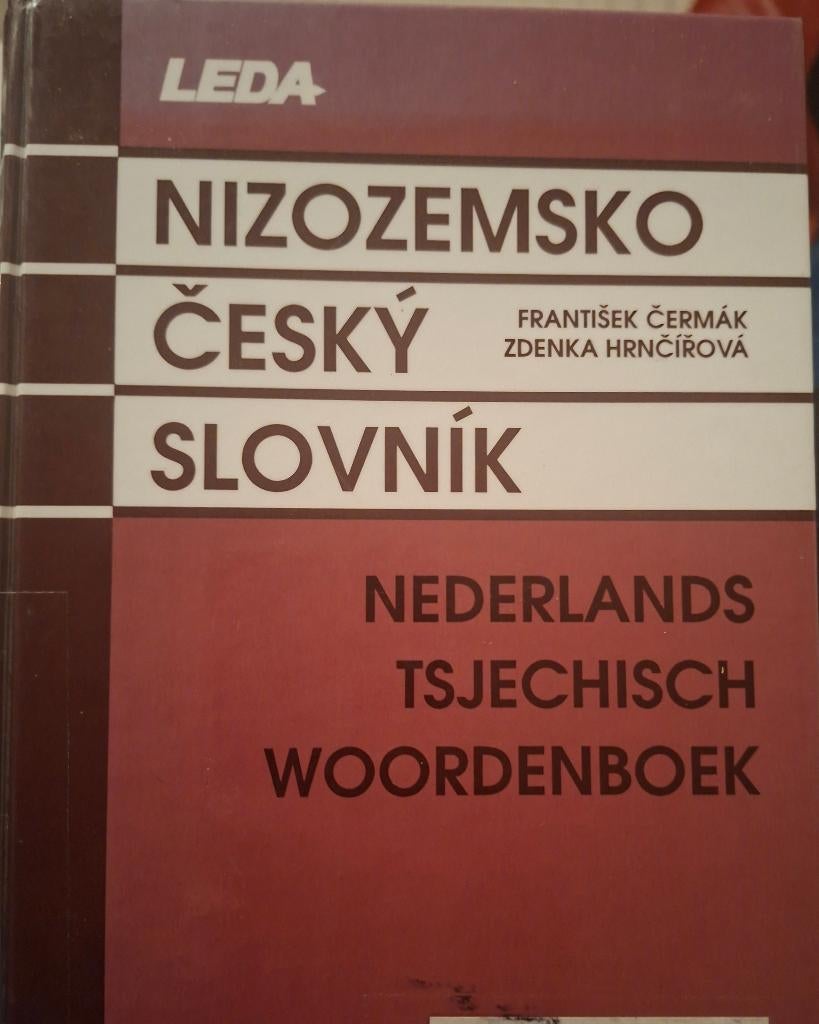 LEDA
NIZOZEMSKO
ČESKÝ
FRANTIŠEK ČERMÁK
ZDENKA HRNČÍŘOVÁ
SLOVNÍK
NEDERLANDS
TSJECHISCH
WOORDENBOEK